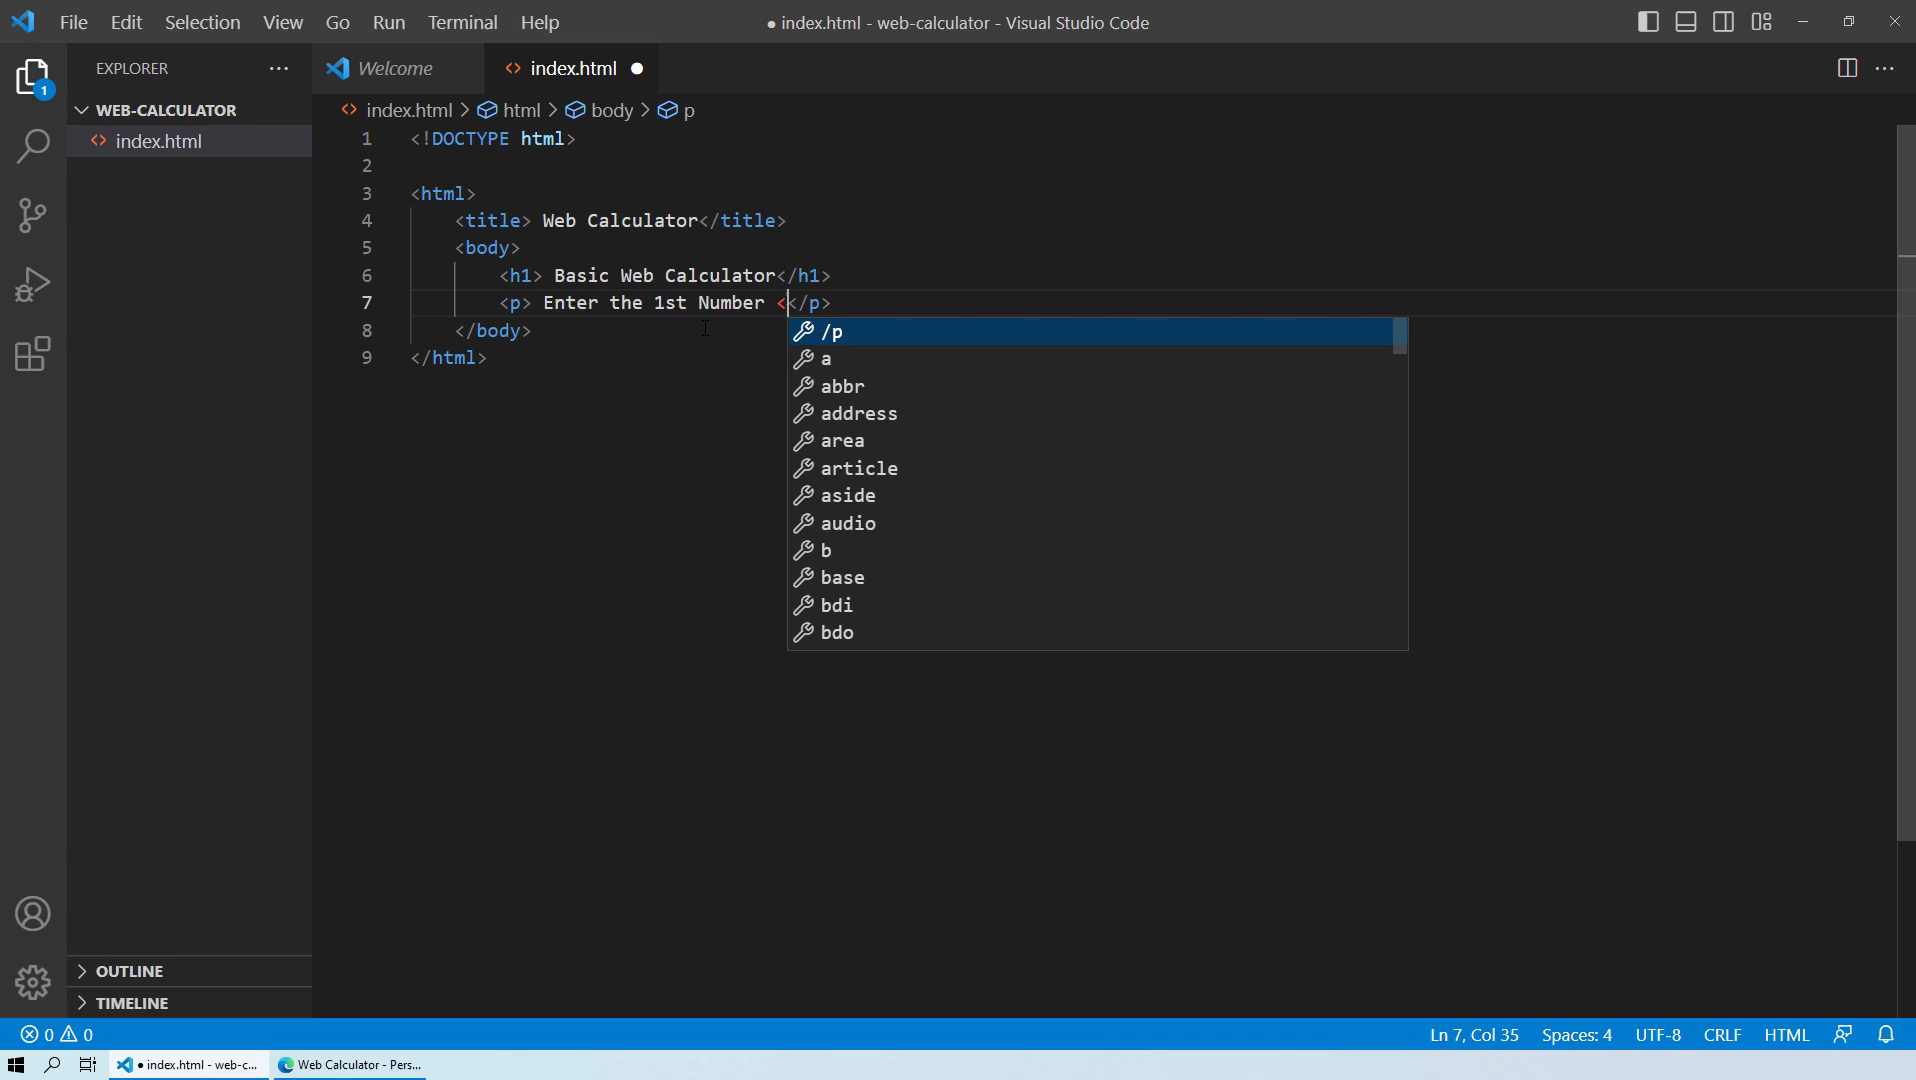 File Edit Selection View Go Run Terminal Help
● index.html - web-calculator - Visual Studio Code
EXPLORER
Welcome
index.html
1
WEB-CALCULATOR
index.html
index.html > html > body > p
1 <!DOCTYPE html>
2
3 <html>
4 <title> Web Calculator</title>
5 <body>
6 <h1> Basic Web Calculator</h1>
7 <p> Enter the 1st Number <</p>
8 </body>
9 </html>
/p
a
abbr
address
area
article
aside
audio
b
base
bdi
bdo
OUTLINE
TIMELINE
0 0
Ln 7, Col 35 Spaces: 4 UTF-8 CRLF HTML
● index.html - web-c...
Web Calculator - Pers...